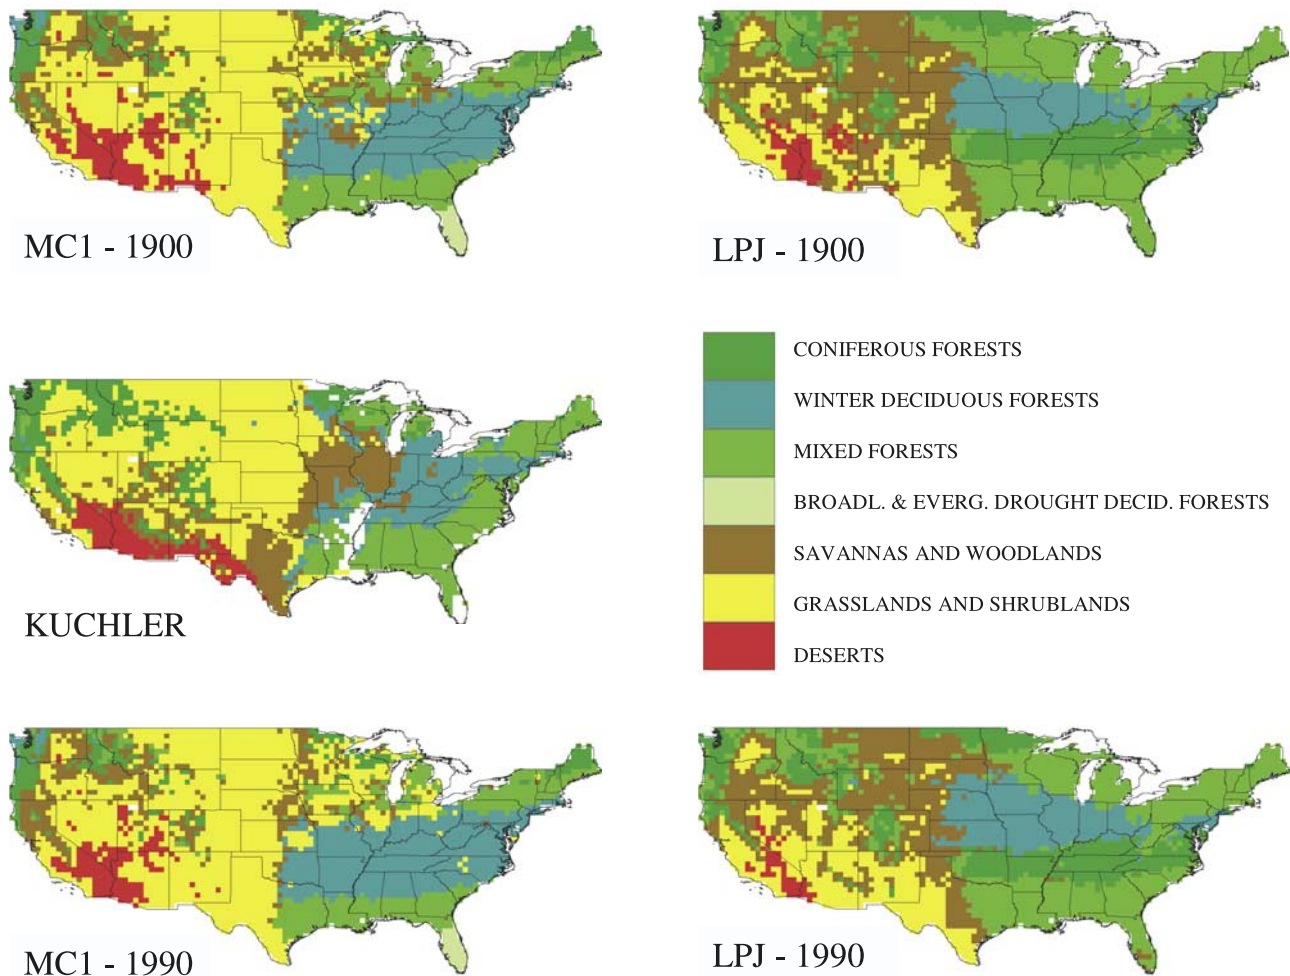 MC1 - 1900
LPJ - 1900
CONIFEROUS FORESTS
WINTER DECIDUOUS FORESTS
MIXED FORESTS
BROADL. & EVERG. DROUGHT DECID. FORESTS
SAVANNAS AND WOODLANDS
GRASSLANDS AND SHRUBLANDS
DESERTS
KUCHLER
MC1 - 1990
LPJ - 1990